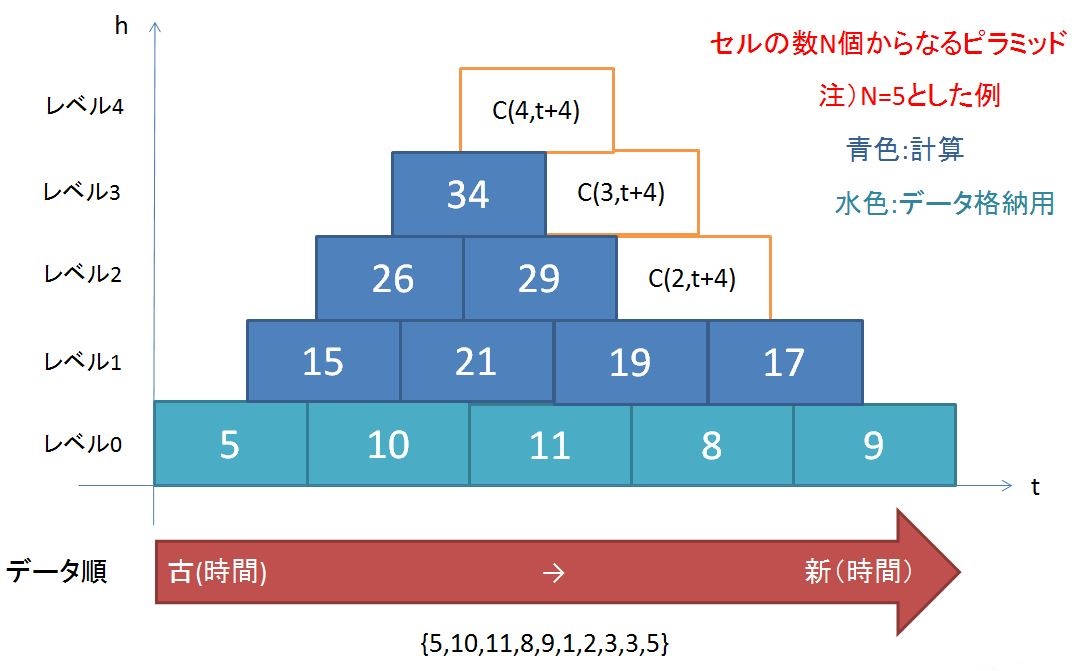 h
セルの数N個からなるピラミッド
レベル4
C(4,t+4)
注）N=5とした例
青色:計算
レベル3
34
C(3,t+4)
水色:データ格納用
レベル2
26
29
C(2,t+4)
レベル1
15
21
19
17
レベル0
5
10
11
8
9
t
データ順
古(時間)
→
新（時間）
{5,10,11,8,9,1,2,3,3,5}